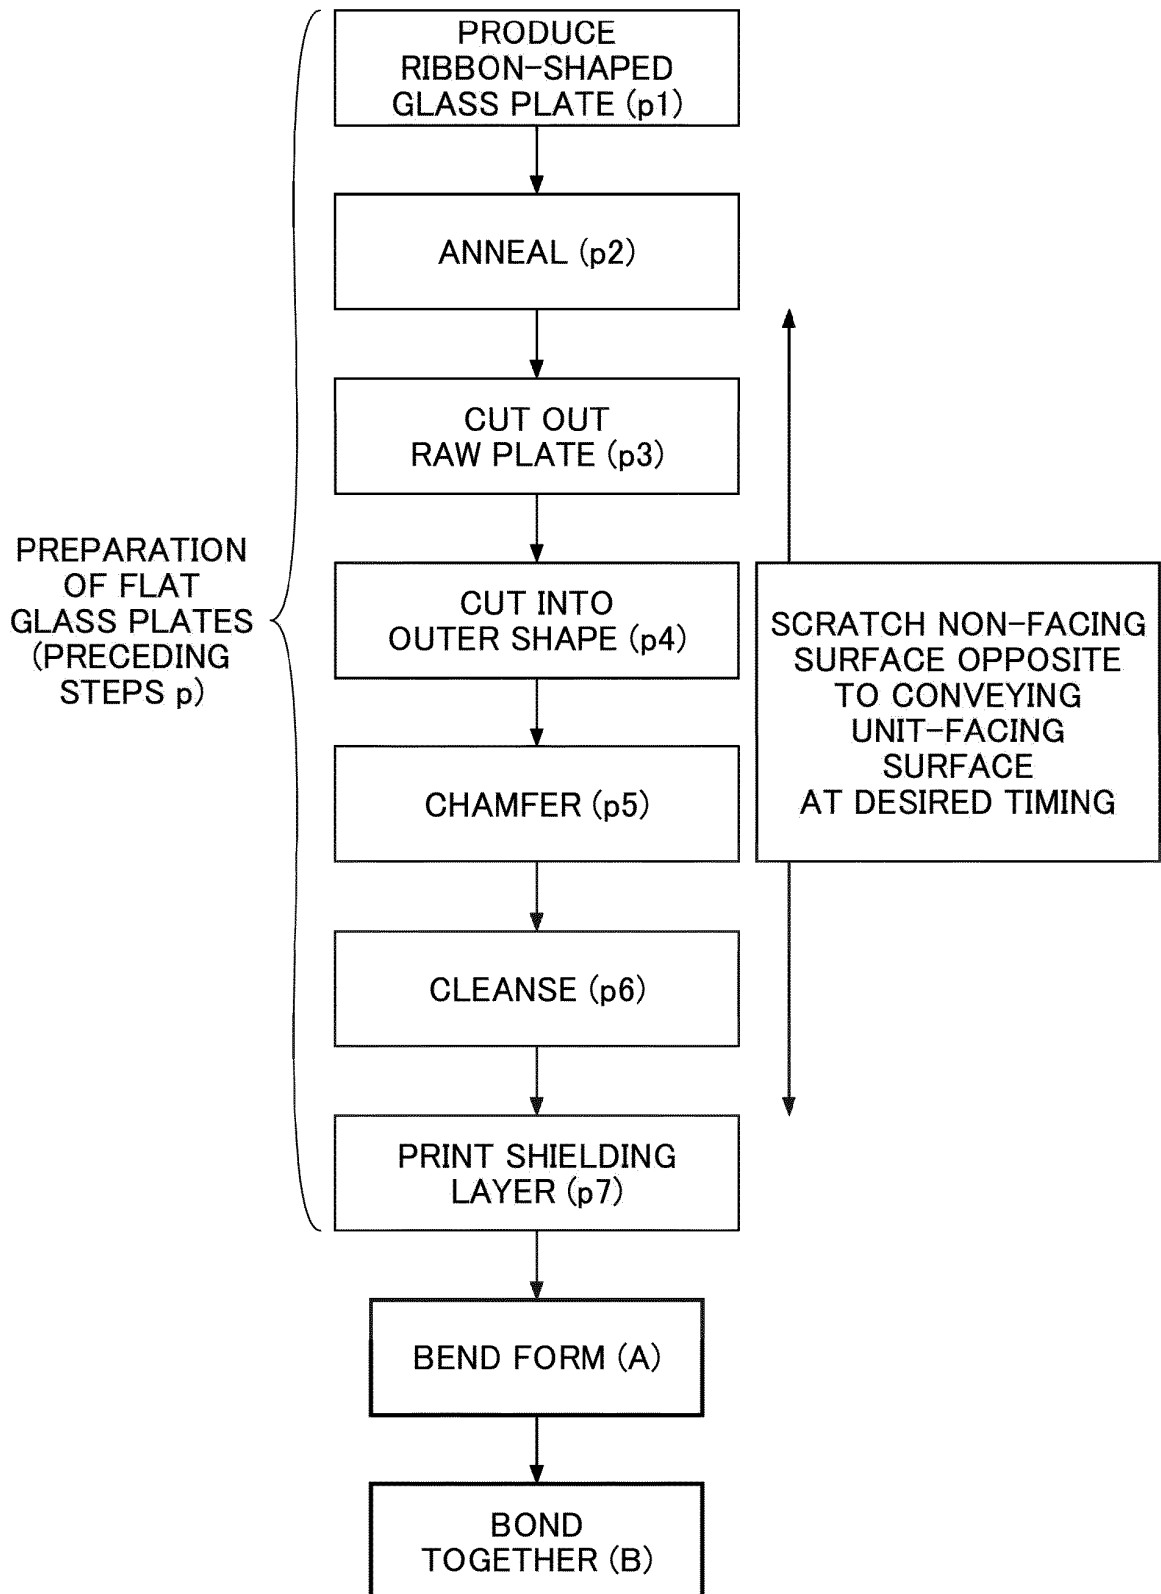 PRODUCE
RIBBON-SHAPED
GLASS PLATE (p1)
ANNEAL (p2)
CUT OUT
RAW PLATE (p3)
PREPARATION
OF FLAT
GLASS PLATES
(PRECEDING
STEPS p)
CUT INTO
OUTER SHAPE (p4)
SCRATCH NON-FACING
SURFACE OPPOSITE
TO CONVEYING
UNIT-FACING
SURFACE
AT DESIRED TIMING
CHAMFER (p5)
CLEANSE (p6)
PRINT SHIELDING
LAYER (p7)
BEND FORM (A)
BOND
TOGETHER (B)